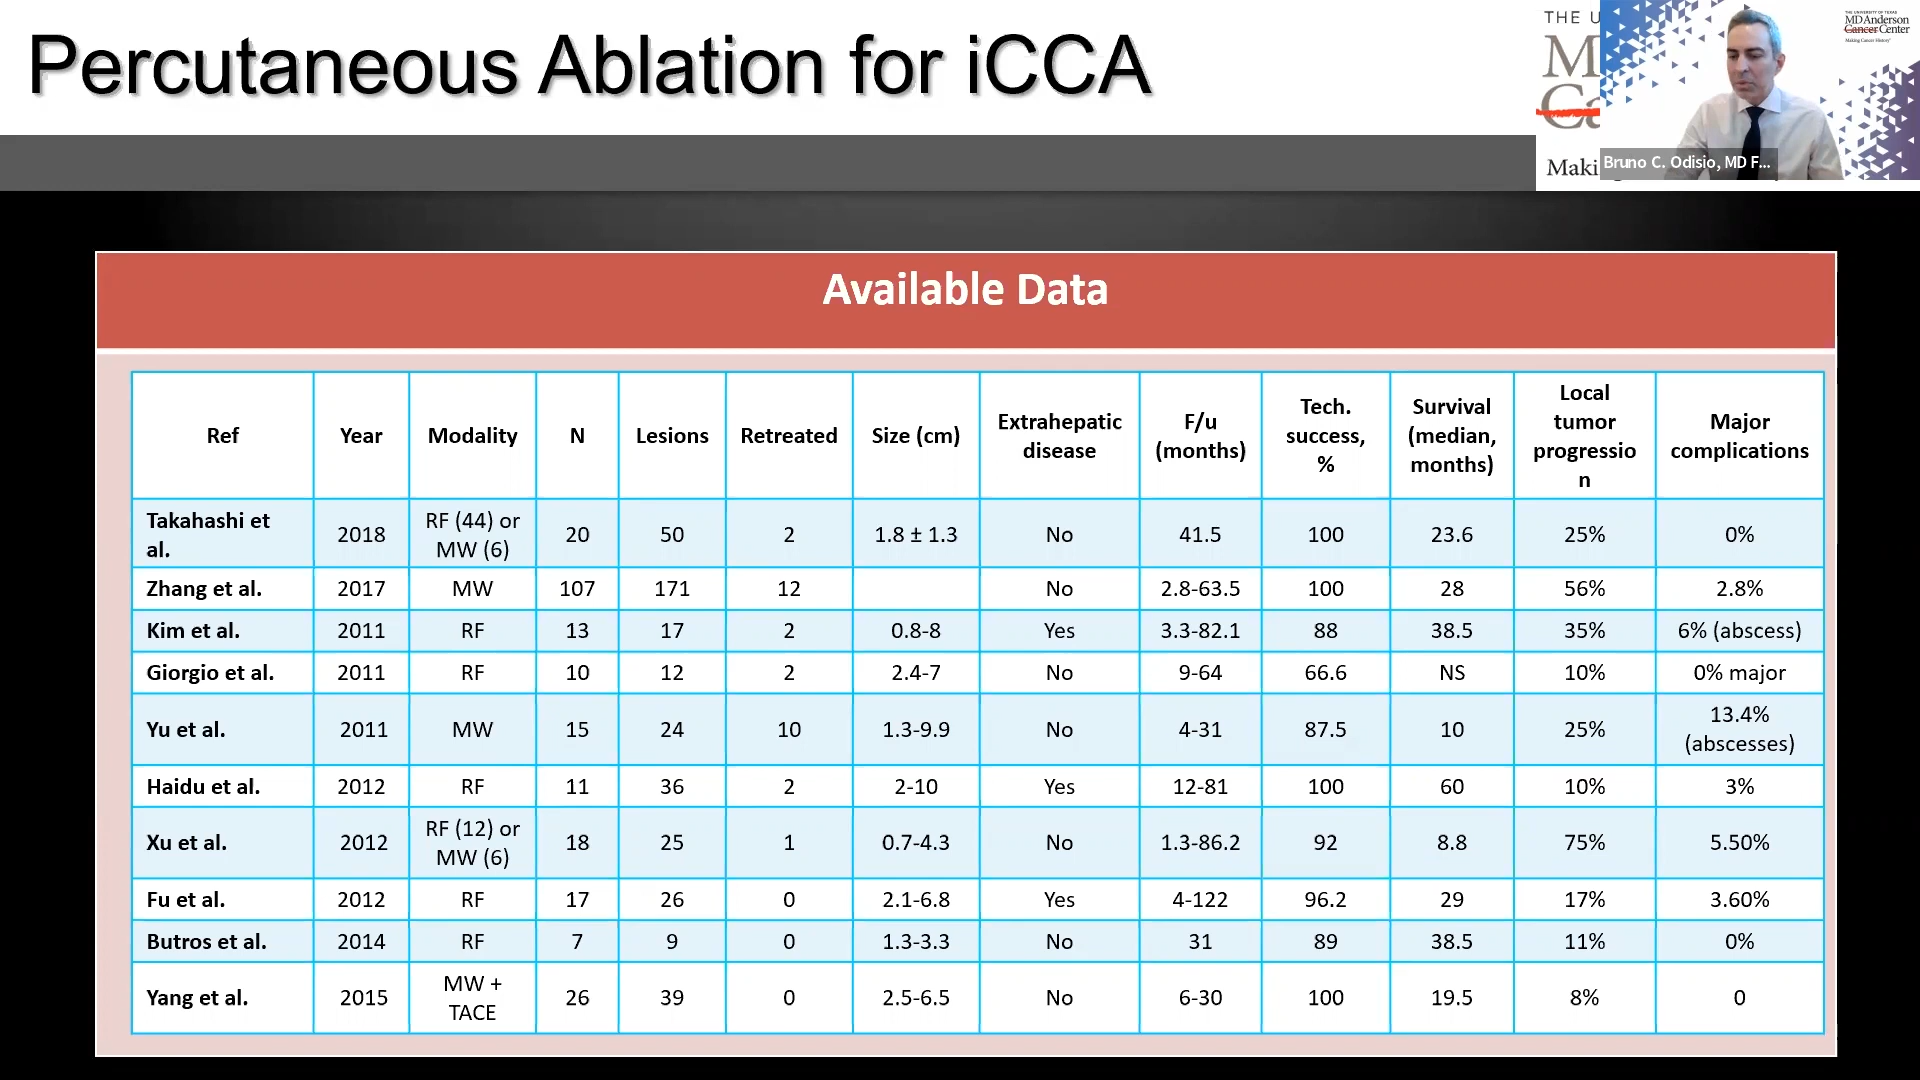 Percutaneous Ablation for iCCA
THE U
M
Ca
Maki
THE UNIVERSITY OF TEXAS
MD Anderson
Cancer Center
Making Cancer History®
Bruno C. Odisio, MD F...
Available Data
Ref Year Modality N Lesions Retreated Size (cm) Extrahepatic disease F/u (months) Tech. success, % Survival (median, months) Local tumor progressio n Major complications
Takahashi et al. 2018 RF (44) or MW (6) 20 50 2 1.8 ± 1.3 No 41.5 100 23.6 25% 0%
Zhang et al. 2017 MW 107 171 12 No 2.8-63.5 100 28 56% 2.8%
Kim et al. 2011 RF 13 17 2 0.8-8 Yes 3.3-82.1 88 38.5 35% 6% (abscess)
Giorgio et al. 2011 RF 10 12 2 2.4-7 No 9-64 66.6 NS 10% 0% major
Yu et al. 2011 MW 15 24 10 1.3-9.9 No 4-31 87.5 10 25% 13.4% (abscesses)
Haidu et al. 2012 RF 11 36 2 2-10 Yes 12-81 100 60 10% 3%
Xu et al. 2012 RF (12) or MW (6) 18 25 1 0.7-4.3 No 1.3-86.2 92 8.8 75% 5.50%
Fu et al. 2012 RF 17 26 0 2.1-6.8 Yes 4-122 96.2 29 17% 3.60%
Butros et al. 2014 RF 7 9 0 1.3-3.3 No 31 89 38.5 11% 0%
Yang et al. 2015 MW + TACE 26 39 0 2.5-6.5 No 6-30 100 19.5 8% 0